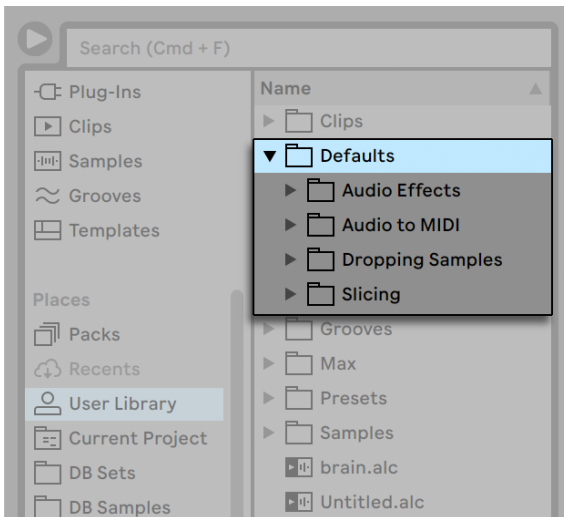 Search (Cmd + F)
Plug-Ins
Clips
Samples
Grooves
Templates
Places
Packs
Recents
User Library
Current Project
DB Sets
DB Samples
Name
Clips
Defaults
Audio Effects
Audio to MIDI
Dropping Samples
Slicing
Grooves
Max
Presets
Samples
brain.alc
Untitled.alc